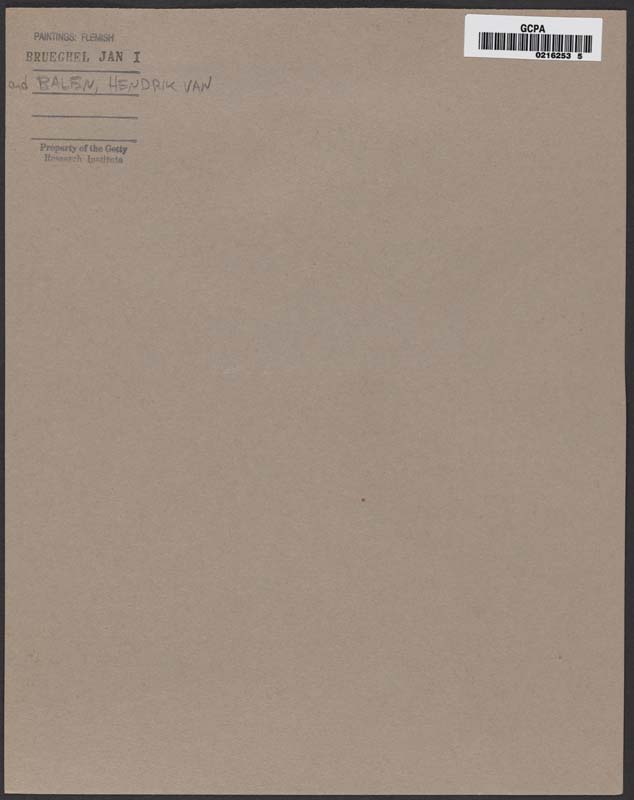 PAINTINGS: FLEMISH
BRUEGHEL JAN I
and BALEN, HENDRIK VAN
Property of the Getty
Research Institute
GCPA
0216253 5